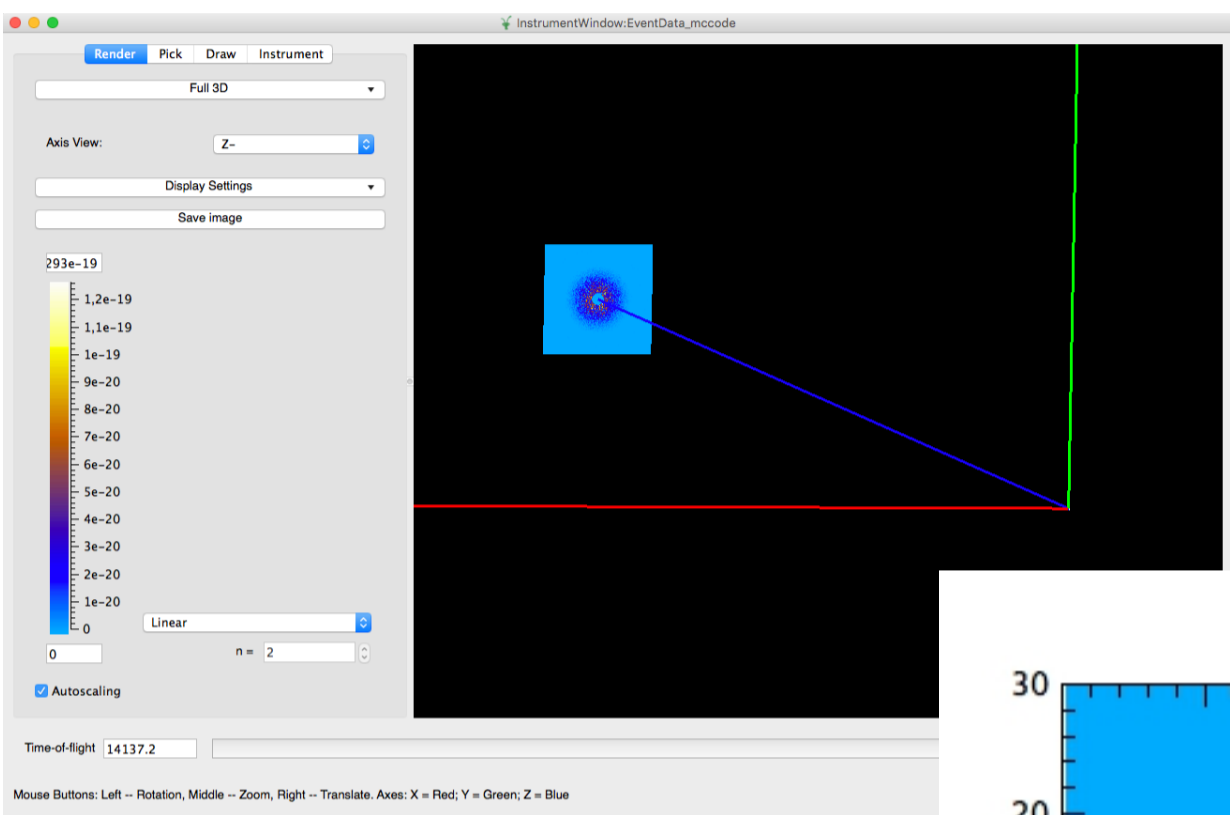 InstrumentWindow:EventData_mccode
Render Pick Draw Instrument
Full 3D
Axis View: Z-
Display Settings
Save image
293e-19
1,2e-19
1,1e-19
1e-19
9e-20
8e-20
7e-20
6e-20
5e-20
4e-20
3e-20
2e-20
1e-20
0
Linear
0
n = 2
Autoscaling
Time-of-flight 14137.2
Mouse Buttons: Left -- Rotation, Middle -- Zoom, Right -- Translate. Axes: X = Red; Y = Green; Z = Blue
30
20